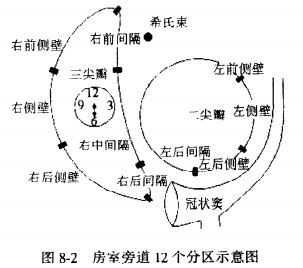 希氏束
右前间隔
右前侧壁
三尖瓣
12
9
3
6
右侧壁
右中间隔
右后侧壁
右后间隔
左前侧壁
二尖瓣
左侧壁
左后间隔
左后侧壁
冠状窦
图 8-2 房室旁道 12 个分区示意图